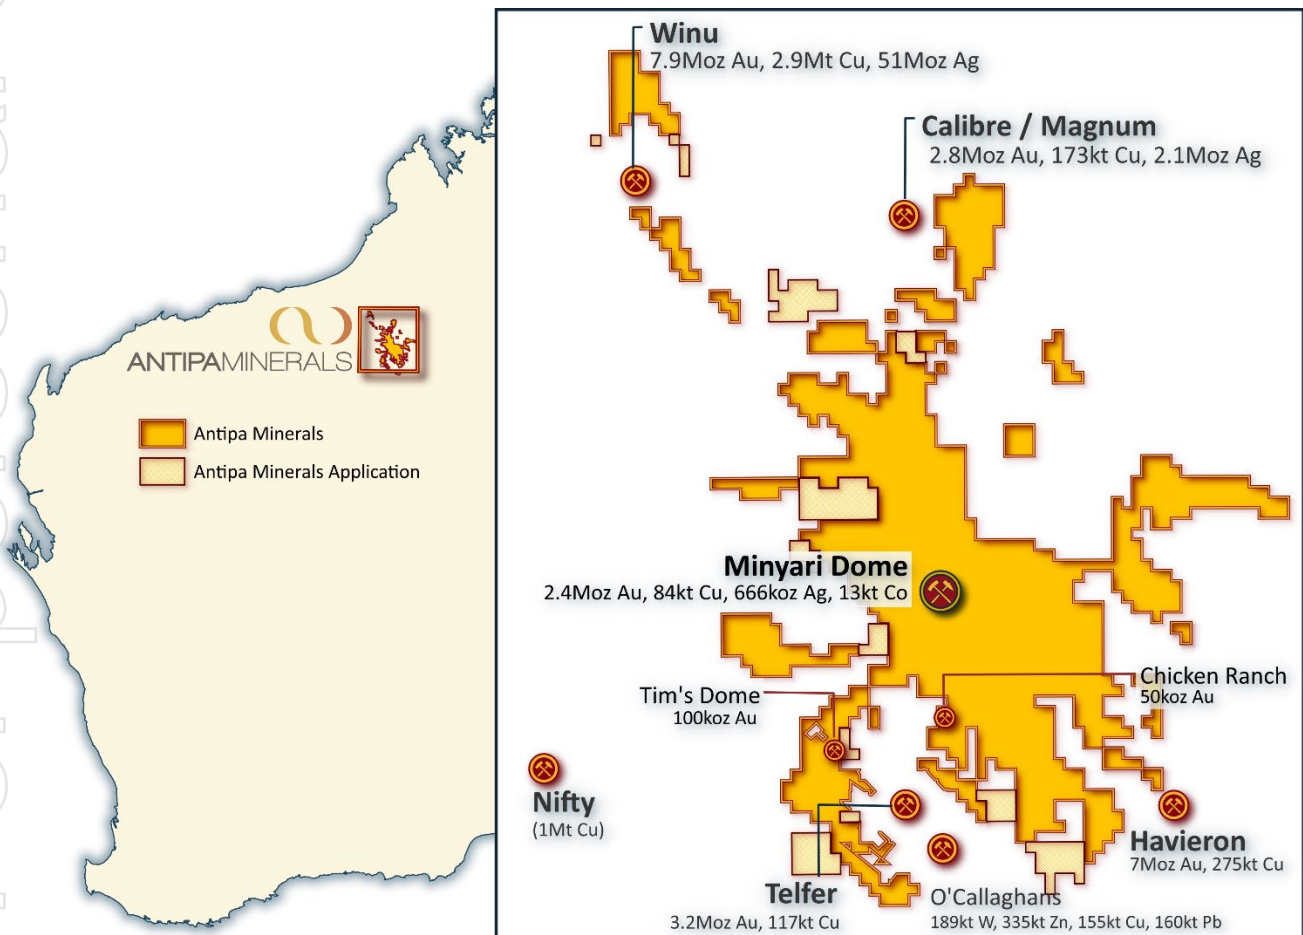 Winu
7.9Moz Au, 2.9Mt Cu, 51Moz Ag
Calibre / Magnum
2.8Moz Au, 173kt Cu, 2.1Moz Ag
ANTIPAMINERALS
Antipa Minerals
Antipa Minerals Application
Minyari Dome
2.4Moz Au, 84kt Cu, 666koz Ag, 13kt Co
Chicken Ranch
50koz Au
Tim's Dome
100koz Au
Nifty
(1Mt Cu)
Havieron
7Moz Au, 275kt Cu
Telfer
3.2Moz Au, 117kt Cu
O'Callaghans
189kt W, 335kt Zn, 155kt Cu, 160kt Pb